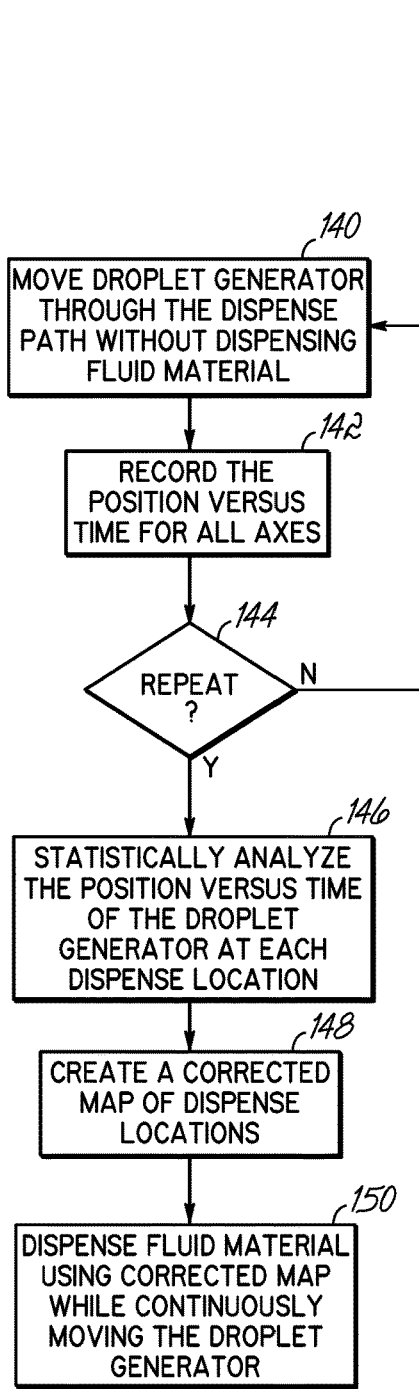 140
MOVE DROPLET GENERATOR
THROUGH THE DISPENSE
PATH WITHOUT DISPENSING
FLUID MATERIAL
142
RECORD THE
POSITION VERSUS
TIME FOR ALL AXES
144
REPEAT
?
N
Y
146
STATISTICALLY ANALYZE
THE POSITION VERSUS TIME
OF THE DROPLET
GENERATOR AT EACH
DISPENSE LOCATION
148
CREATE A CORRECTED
MAP OF DISPENSE
LOCATIONS
150
DISPENSE FLUID MATERIAL
USING CORRECTED MAP
WHILE CONTINUOUSLY
MOVING THE DROPLET
GENERATOR